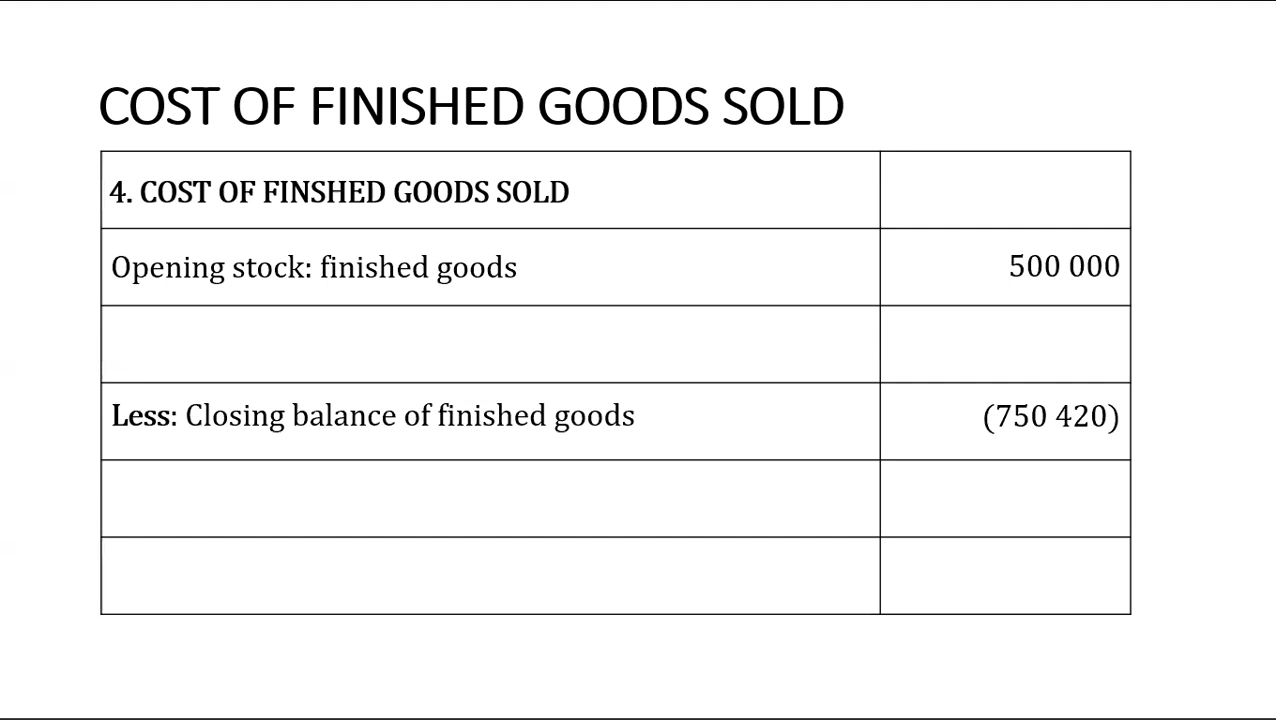 COST OF FINISHED GOODS SOLD
4. COST OF FINSHED GOODS SOLD
Opening stock: finished goods 500 000
Less: Closing balance of finished goods (750 420)